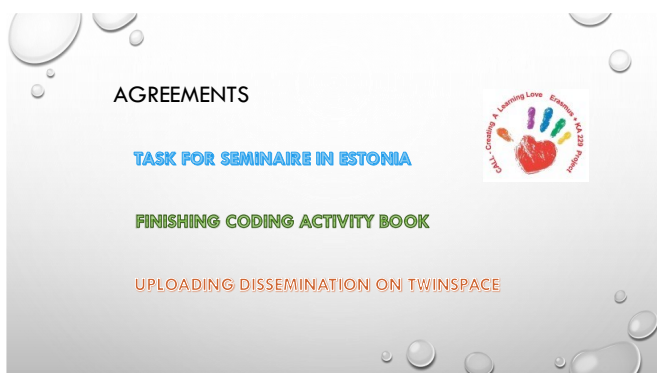 AGREEMENTS
CALL - Creating A Learning Love Erasmus + KA 229 Project
TASK FOR SEMINAIRE IN ESTONIA
FINISHING CODING ACTIVITY BOOK
UPLOADING DISSEMINATION ON TWINSPACE